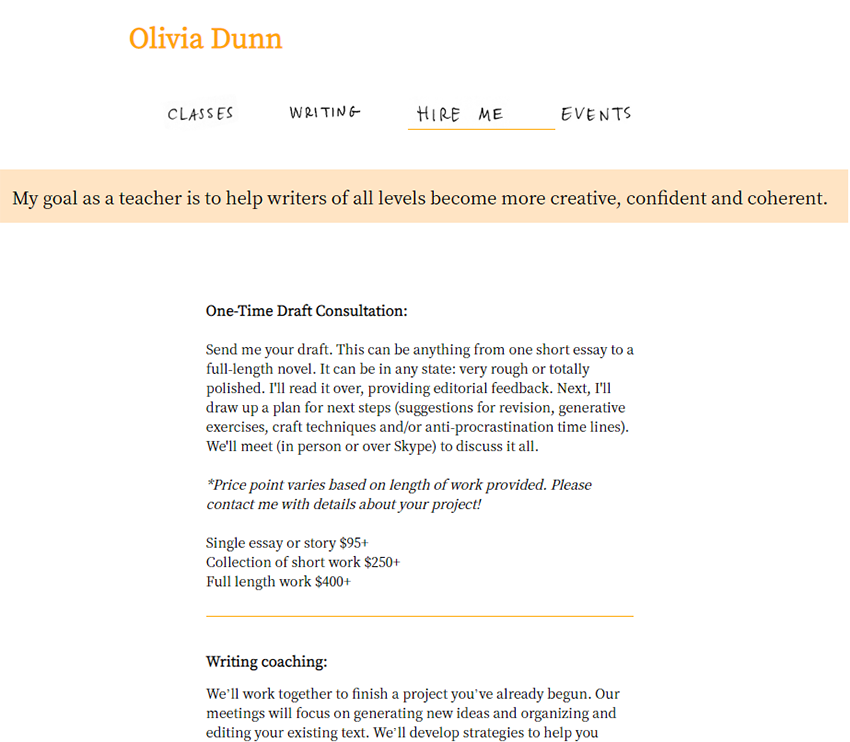 Olivia Dunn
CLASSES WRITING HIRE ME EVENTS
My goal as a teacher is to help writers of all levels become more creative, confident and coherent.
One-Time Draft Consultation:
Send me your draft. This can be anything from one short essay to a
full-length novel. It can be in any state: very rough or totally
polished. I'll read it over, providing editorial feedback. Next, I'll
draw up a plan for next steps (suggestions for revision, generative
exercises, craft techniques and/or anti-procrastination time lines).
We'll meet (in person or over Skype) to discuss it all.
*Price point varies based on length of work provided. Please
contact me with details about your project!
Single essay or story $95+
Collection of short work $250+
Full length work $400+
Writing coaching:
We’ll work together to finish a project you’ve already begun. Our
meetings will focus on generating new ideas and organizing and
editing your existing text. We’ll develop strategies to help you